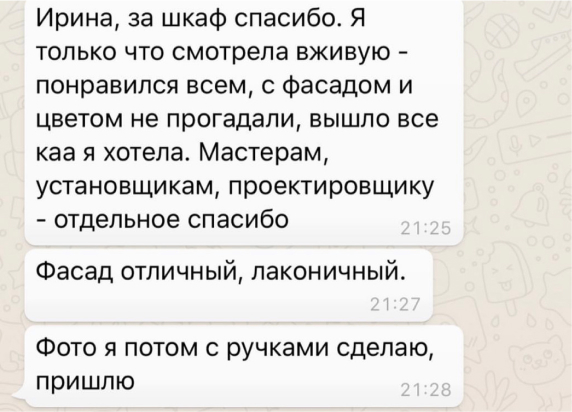 Ирина, за шкаф спасибо. Я
только что смотрела вживую -
понравился всем, с фасадом и
цветом не прогадали, вышло все
каа я хотела. Мастерам,
установщикам, проектировщику
- отдельное спасибо
21:25
Фасад отличный, лаконичный.
21:27
Фото я потом с ручками сделаю,
пришлю
21:28